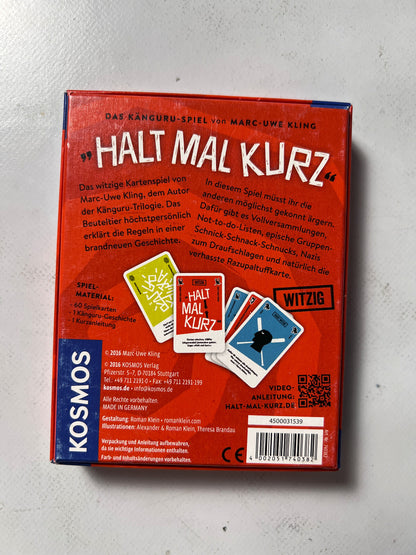 DAS KÄNGURU-SPIEL von MARC-UWE KLING
„HALT MAL KURZ“
Das witzige Kartenspiel von
Marc-Uwe Kling, dem Autor
der Känguru-Trilogie. Das
Beuteltier höchstpersönlich
erklärt die Regeln in einer
brandneuen Geschichte.
In diesem Spiel müsst ihr die
anderen möglichst gekonnt ärgern.
Dafür gibt es Vollversammlungen,
Not-to-do-Listen, epische Gruppen-
Schnick-Schnack-Schnucks, Nazis
zum Draufschlagen und natürlich die
verhasste Razupaltuffkarte.
WITZIG
SPIEL-
MATERIAL:
60 Spielkarten
1 Känguru-Geschichte
1 Kurzanleitung
HALT
MAL
KURZ
© 2016 Marc-Uwe Kling
© 2016 KOSMOS Verlag
Pfizerstr. 5–7, D-70184 Stuttgart
Tel.: +49 711 2191-0 · Fax +49 711 2191-199
kosmos.de · info@kosmos.de
Alle Rechte vorbehalten.
MADE IN GERMANY
Gestaltung: Roman Klein · romanklein.com
Illustrationen: Alexander & Roman Klein, Theresa Brandau
Verpackung und Anleitung aufbewahren,
da sie wichtige Informationen enthalten.
Farb- und Inhaltsänderungen vorbehalten.
KOSMOS
VIDEO-
ANLEITUNG:
HALT-MAL-KURZ.DE
4500031539
CE
4 002051 740382